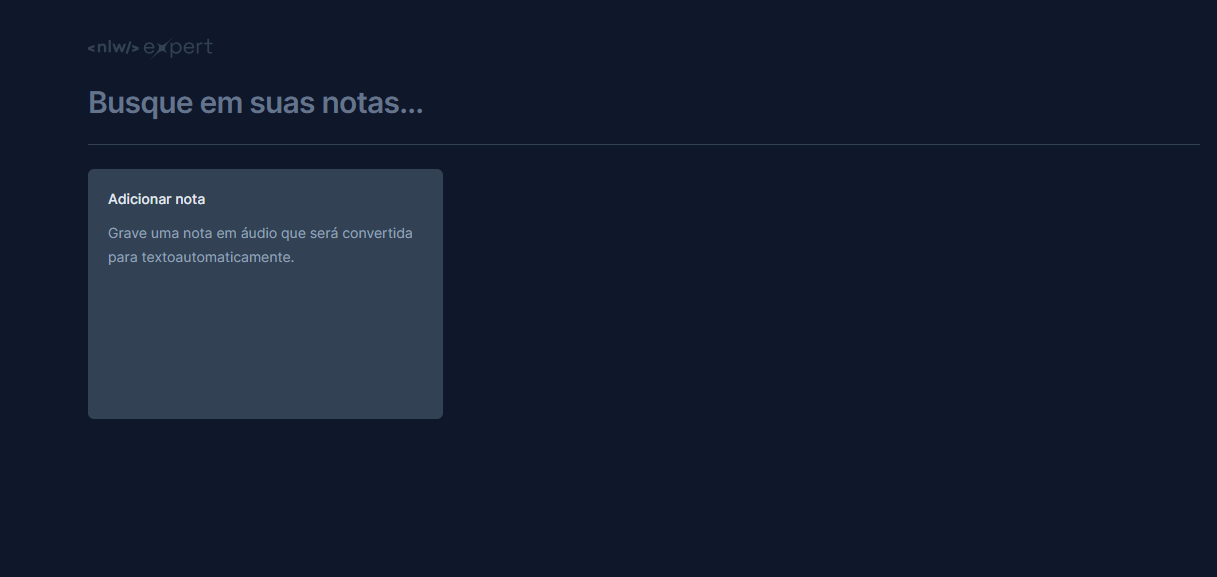 <nlw/> expert
Busque em suas notas...
Adicionar nota
Grave uma nota em áudio que será convertida
para textoautomaticamente.